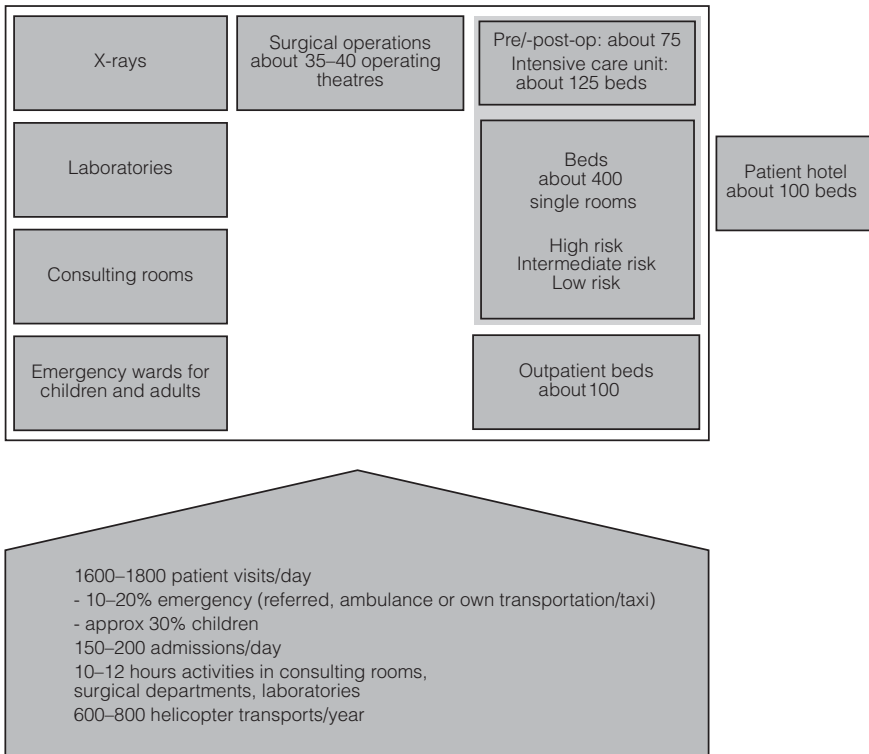 X-rays
Surgical operations
about 35–40 operating
theatres
Pre/-post-op: about 75
Intensive care unit:
about 125 beds
Laboratories
Beds
about 400
single rooms
High risk
Intermediate risk
Low risk
Patient hotel
about 100 beds
Consulting rooms
Emergency wards for
children and adults
Outpatient beds
about 100
1600–1800 patient visits/day
- 10–20% emergency (referred, ambulance or own transportation/taxi)
- approx 30% children
150–200 admissions/day
10–12 hours activities in consulting rooms,
surgical departments, laboratories
600–800 helicopter transports/year